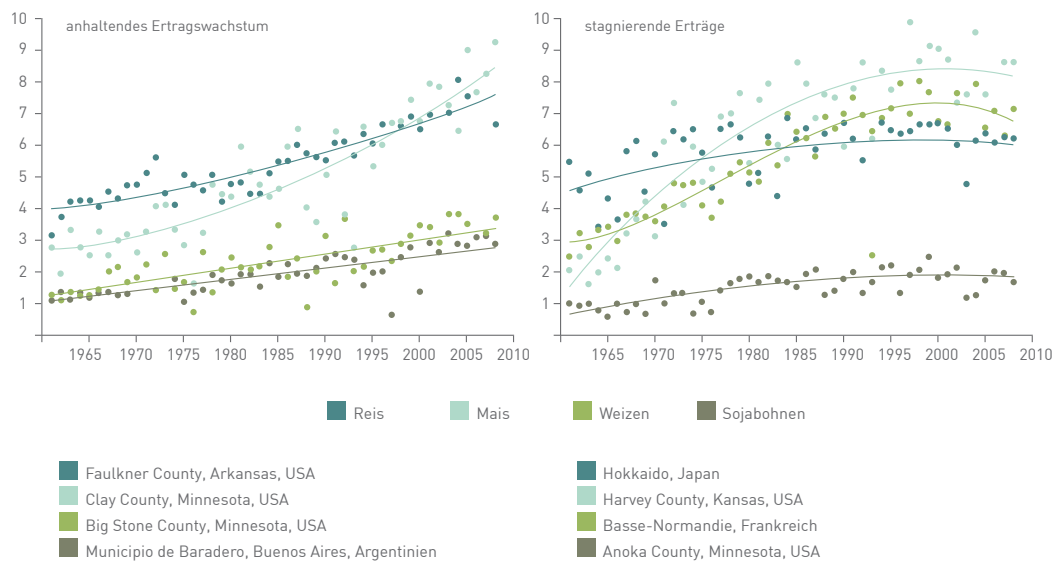 anhaltendes Ertragswachstum
10
9
8
7
6
5
4
3
2
1
1965 1970 1975 1980 1985 1990 1995 2000 2005 2010
stagnierende Erträge
10
9
8
7
6
5
4
3
2
1
1965 1970 1975 1980 1985 1990 1995 2000 2005 2010
Reis Mais Weizen Sojabohnen
Faulkner County, Arkansas, USA
Clay County, Minnesota, USA
Big Stone County, Minnesota, USA
Municipio de Baradero, Buenos Aires, Argentinien
Hokkaido, Japan
Harvey County, Kansas, USA
Basse-Normandie, Frankreich
Anoka County, Minnesota, USA